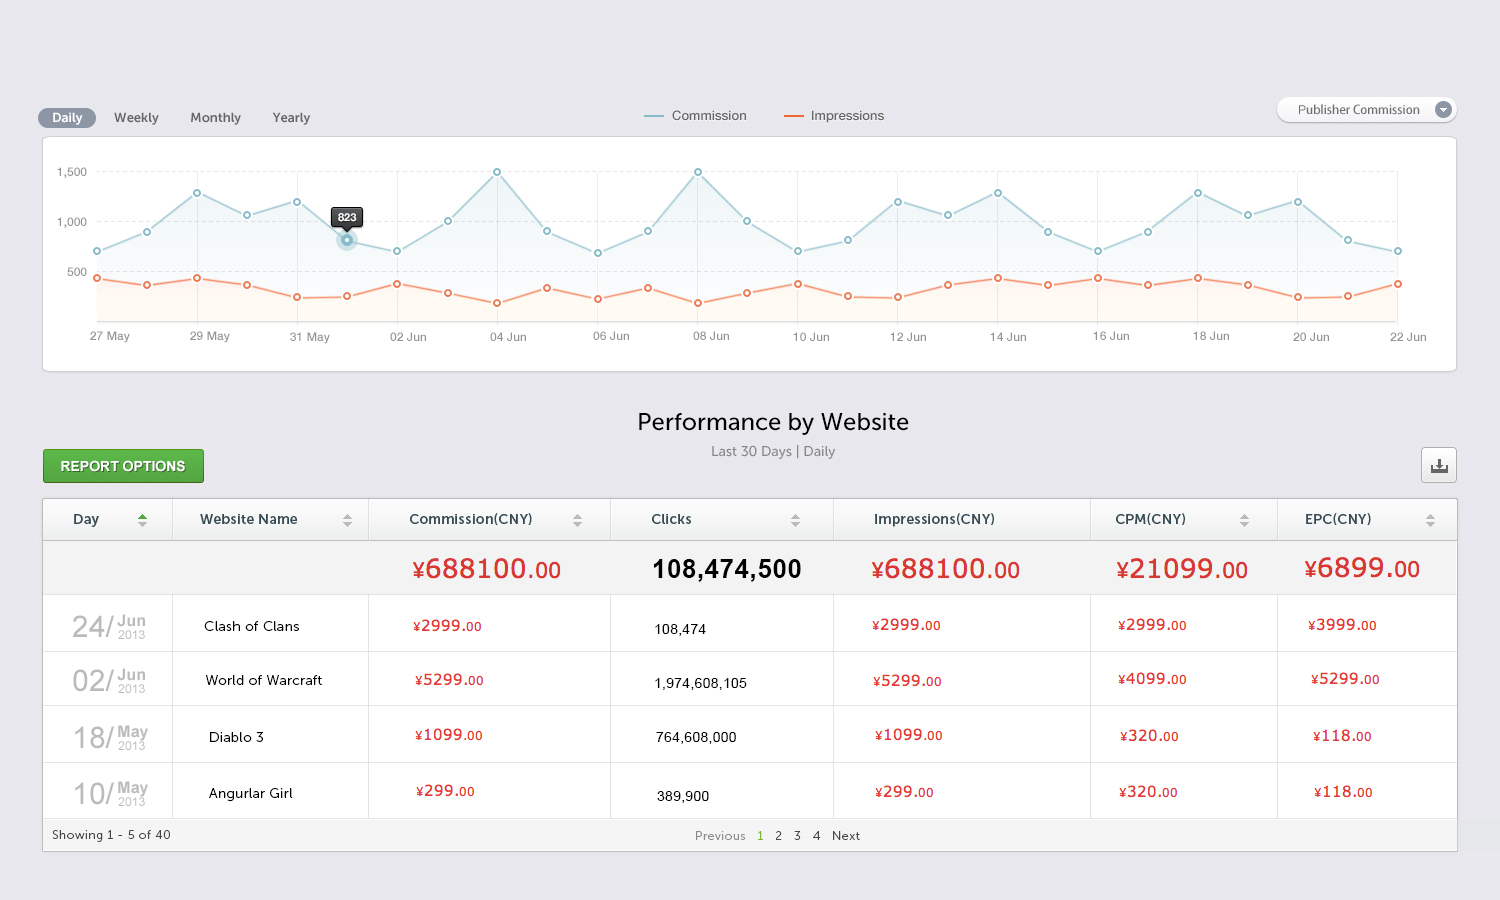 Daily Weekly Monthly Yearly
Commission Impressions
Publisher Commission
1,500
1,000
500
823
27 May 29 May 31 May 02 Jun 04 Jun 06 Jun 08 Jun 10 Jun 12 Jun 14 Jun 16 Jun 18 Jun 20 Jun 22 Jun
Performance by Website
Last 30 Days | Daily
REPORT OPTIONS
Day Website Name Commission(CNY) Clicks Impressions(CNY) CPM(CNY) EPC(CNY)
¥688100.00 108,474,500 ¥688100.00 ¥21099.00 ¥6899.00
24/ Jun 2013 Clash of Clans ¥2999.00 108,474 ¥2999.00 ¥2999.00 ¥3999.00
02/ Jun 2013 World of Warcraft ¥5299.00 1,974,608,105 ¥5299.00 ¥4099.00 ¥5299.00
18/ May 2013 Diablo 3 ¥1099.00 764,608,000 ¥1099.00 ¥320.00 ¥118.00
10/ May 2013 Angurlar Girl ¥299.00 389,900 ¥299.00 ¥320.00 ¥118.00
Showing 1 - 5 of 40 Previous 1 2 3 4 Next